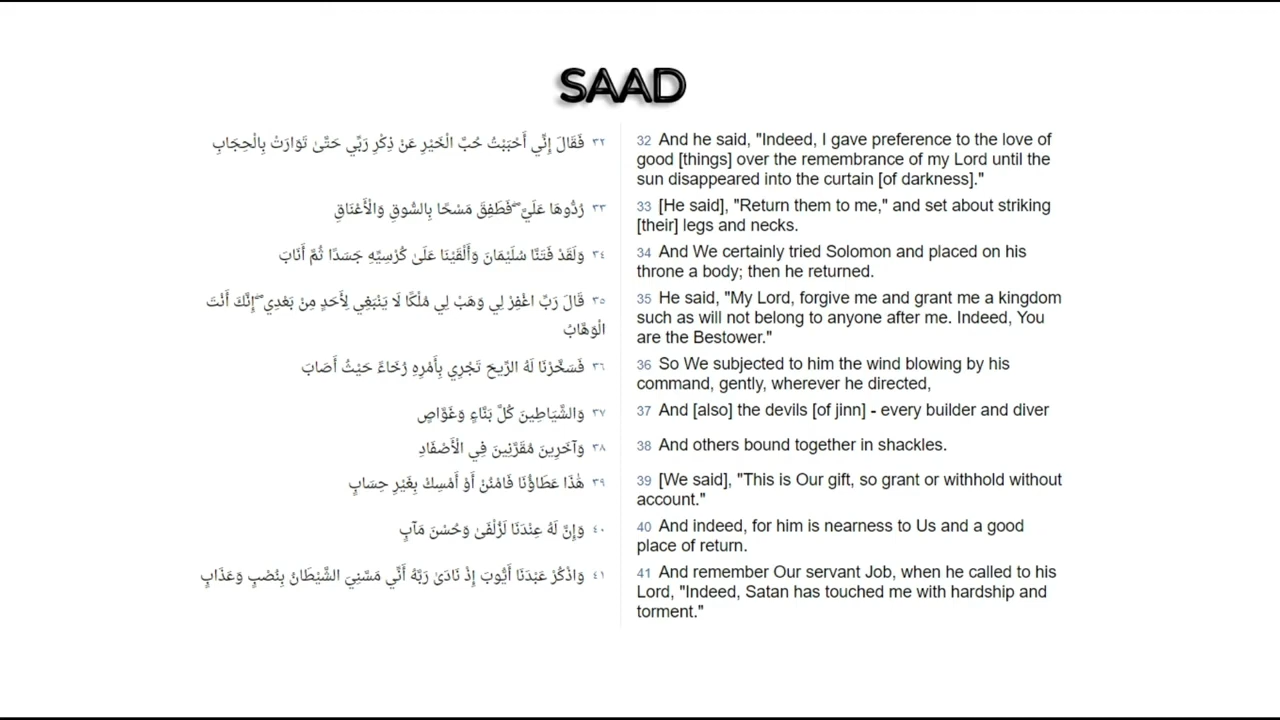 SAAD
٣٢ فَقَالَ إِنِّي أَحْبَبْتُ حُبَّ الْخَيْرِ عَنْ ذِكْرِ رَبِّي حَتَّىٰ تَوَارَتْ بِالْحِجَابِ
32 And he said, "Indeed, I gave preference to the love of
good [things] over the remembrance of my Lord until the
sun disappeared into the curtain [of darkness]."
٣٣ رُدُّوهَا عَلَيَّ ۖ فَطَفِقَ مَسْحًا بِالسُّوقِ وَالْأَعْنَاقِ
33 [He said], "Return them to me," and set about striking
[their] legs and necks.
٣٤ وَلَقَدْ فَتَنَّا سُلَيْمَانَ وَأَلْقَيْنَا عَلَىٰ كُرْسِيِّهِ جَسَدًا ثُمَّ أَنَابَ
34 And We certainly tried Solomon and placed on his
throne a body; then he returned.
٣٥ قَالَ رَبِّ اغْفِرْ لِي وَهَبْ لِي مُلْكًا لَا يَنْبَغِي لِأَحَدٍ مِنْ بَعْدِي ۖ إِنَّكَ أَنْتَ
الْوَهَّابُ
35 He said, "My Lord, forgive me and grant me a kingdom
such as will not belong to anyone after me. Indeed, You
are the Bestower."
٣٦ فَسَخَّرْنَا لَهُ الرِّيحَ تَجْرِي بِأَمْرِهِ رُخَاءً حَيْثُ أَصَابَ
36 So We subjected to him the wind blowing by his
command, gently, wherever he directed,
٣٧ وَالشَّيَاطِينَ كُلَّ بَنَّاءٍ وَغَوَّاصٍ
37 And [also] the devils [of jinn] - every builder and diver
٣٨ وَآخَرِينَ مُقَرَّنِينَ فِي الْأَصْفَادِ
38 And others bound together in shackles.
٣٩ هَٰذَا عَطَاؤُنَا فَامْنُنْ أَوْ أَمْسِكْ بِغَيْرِ حِسَابٍ
39 [We said], "This is Our gift, so grant or withhold without
account."
٤٠ وَإِنَّ لَهُ عِنْدَنَا لَزُلْفَىٰ وَحُسْنَ مَآبٍ
40 And indeed, for him is nearness to Us and a good
place of return.
٤١ وَاذْكُرْ عَبْدَنَا أَيُّوبَ إِذْ نَادَىٰ رَبَّهُ أَنِّي مَسَّنِيَ الشَّيْطَانُ بِنُصْبٍ وَعَذَابٍ
41 And remember Our servant Job, when he called to his
Lord, "Indeed, Satan has touched me with hardship and
torment."